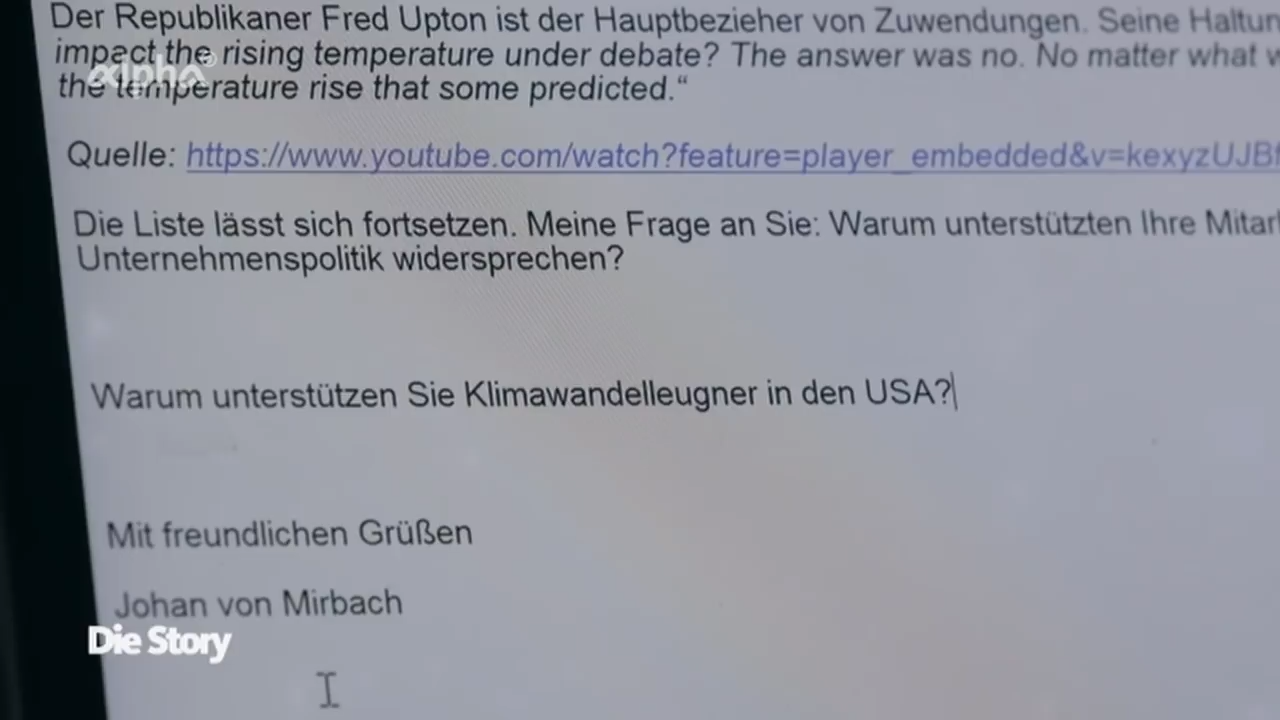 Der Republikaner Fred Upton ist der Hauptbezieher von Zuwendungen. Seine
impact the rising temperature under debate? The answer was no. No matter what
the temperature rise that some predicted.“
alpha®
Quelle: https://www.youtube.com/watch?feature=player_embedded&v=kexyzUJB
Die Liste lässt sich fortsetzen. Meine Frage an Sie: Warum unterstützten Ihre
Unternehmenspolitik widersprechen?
Warum unterstützen Sie Klimawandelleugner in den USA?
Mit freundlichen Grüßen
Johan von Mirbach
Die Story